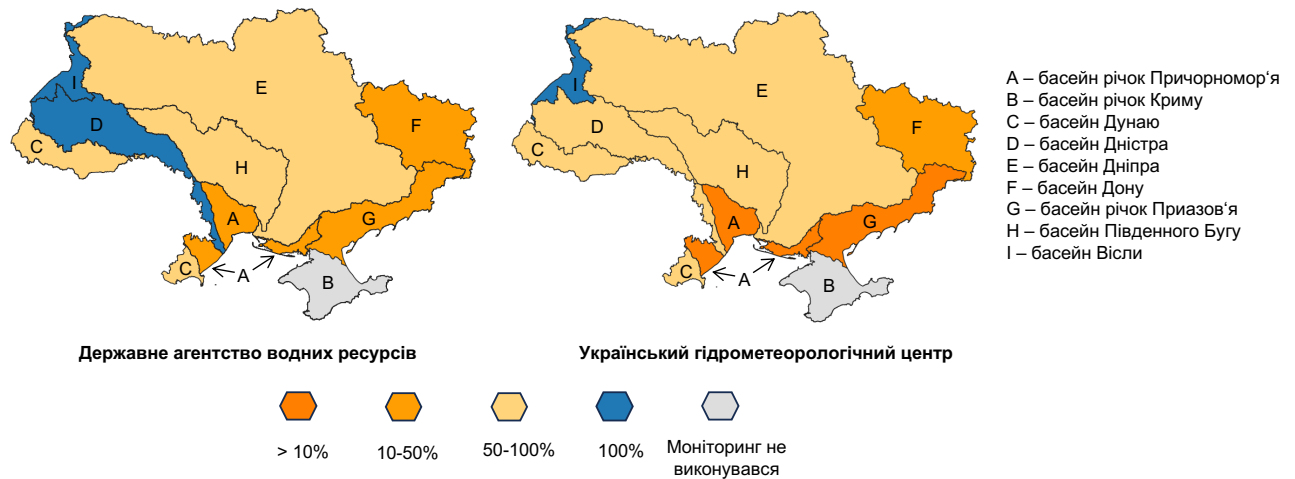 I
E
D
C
F
H
A
G
C
A
B
I
E
D
C
F
H
A
G
C
A
B
A – басейн річок Причорномор‘я
B – басейн річок Криму
C – басейн Дунаю
D – басейн Дністра
E – басейн Дніпра
F – басейн Дону
G – басейн річок Приазов‘я
H – басейн Південного Бугу
I – басейн Вісли
Державне агентство водних ресурсів
Український гідрометеорологічний центр
> 10%
10-50%
50-100%
100%
Моніторинг не
виконувався